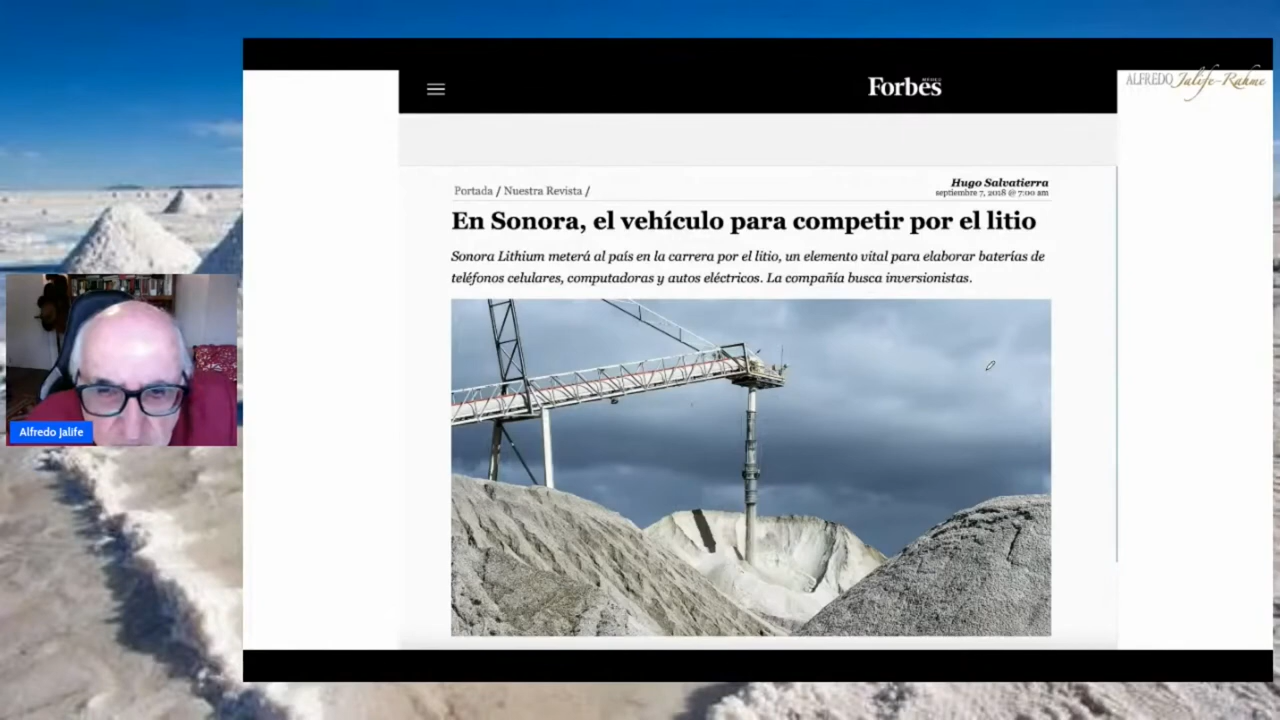 Forbes
MÉXICO
ALFREDO Jalife-Rahme
Portada / Nuestra Revista /
Hugo Salvatierra
septiembre 7, 2018 @ 7:00 am
En Sonora, el vehículo para competir por el litio
Sonora Lithium meterá al país en la carrera por el litio, un elemento vital para elaborar baterías de
teléfonos celulares, computadoras y autos eléctricos. La compañía busca inversionistas.
Alfredo Jalife